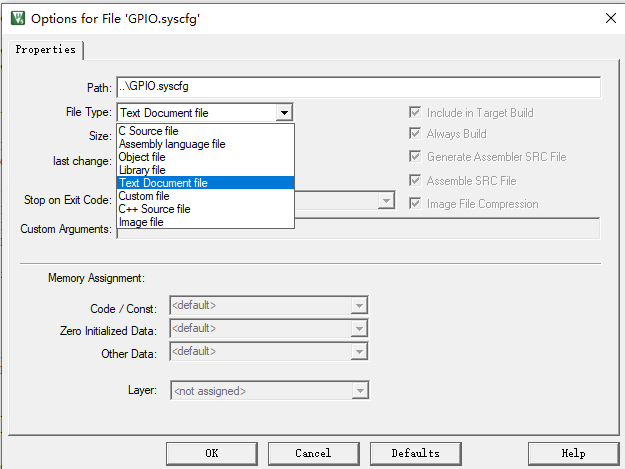 Options for File 'GPIO.syscfg'
Properties
Path: ..\GPIO.syscfg
File Type: Text Document file
Include in Target Build
C Source file
Size:
Assembly language file
Always Build
Object file
last change:
Library file
Generate Assembler SRC File
Text Document file
Assemble SRC File
Custom file
Stop on Exit Code:
C++ Source file
Image File Compression
Image file
Custom Arguments:
Memory Assignment:
Code / Const: <default>
Zero Initialized Data: <default>
Other Data: <default>
Layer: <not assigned>
OK Cancel Defaults Help